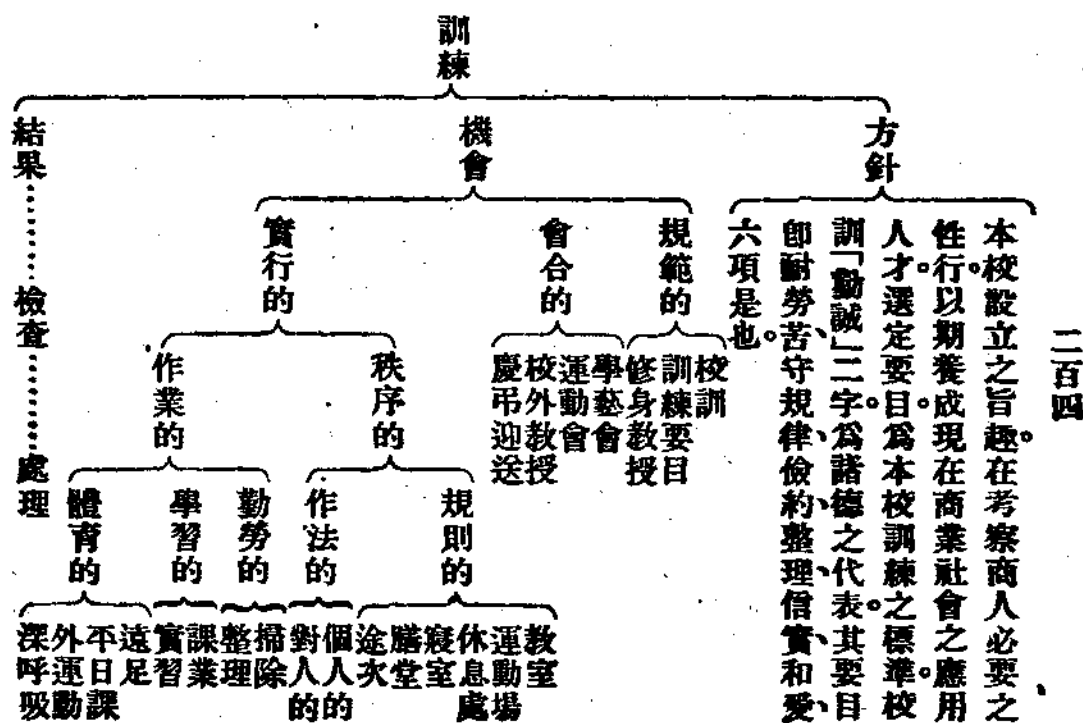 二百四
訓練
方針
本校設立之旨趣。在考察商人必要之
性行。以期養成現在商業社會之應用
人才。選定要目。爲本校訓練之標準。校
訓「勤誠」二字。爲諸德之代表。其要目
卽耐勞苦、守規律、儉約、整理、信實、和愛、
六項是也。
機會
規範的
校訓
訓練要目
修身教授
會合的
學藝會
運動會
校外教授
慶弔迎送
實行的
秩序的
規則的
教室
運動場
休息處
寢室
膳堂
途次
作法的
個人的
對人的
作業的
勤勞的
掃除
整理
學習的
課業
實習
體育的
遠足
平日課
外運動
深呼吸
結果………檢查………處理